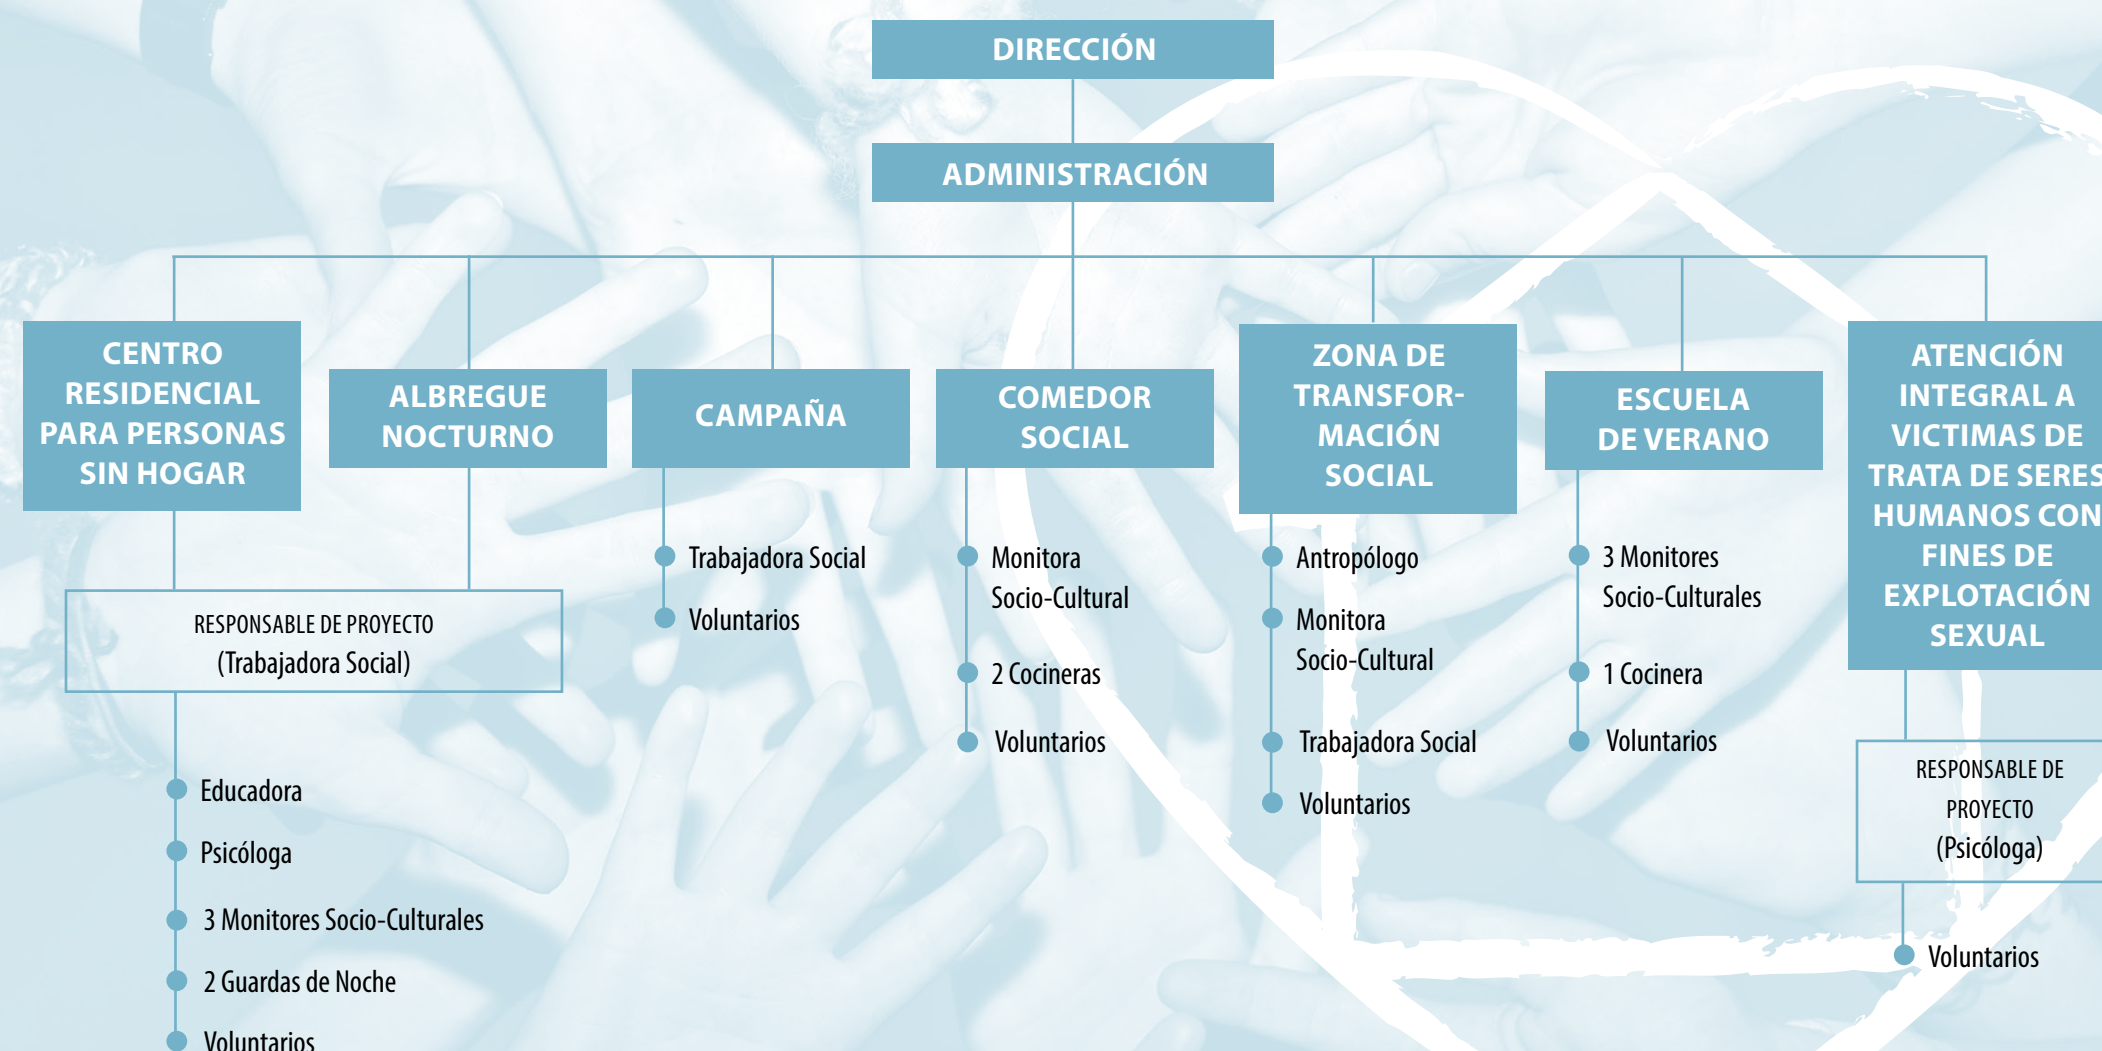 DIRECCIÓN
ADMINISTRACIÓN
CENTRO
RESIDENCIAL
PARA PERSONAS
SIN HOGAR
ALBREGUE
NOCTURNO
CAMPAÑA
COMEDOR
SOCIAL
ZONA DE
TRANSFOR-
MACIÓN
SOCIAL
ESCUELA
DE VERANO
ATENCIÓN
INTEGRAL A
VICTIMAS DE
TRATA DE SERES
HUMANOS CON
FINES DE
EXPLOTACIÓN
SEXUAL
RESPONSABLE DE PROYECTO
(Trabajadora Social)
Educadora
Psicóloga
3 Monitores Socio-Culturales
2 Guardas de Noche
Voluntarios
Trabajadora Social
Voluntarios
Monitora
Socio-Cultural
2 Cocineras
Voluntarios
Antropólogo
Monitora
Socio-Cultural
Trabajadora Social
Voluntarios
3 Monitores
Socio-Culturales
1 Cocinera
Voluntarios
RESPONSABLE DE
PROYECTO
(Psicóloga)
Voluntarios